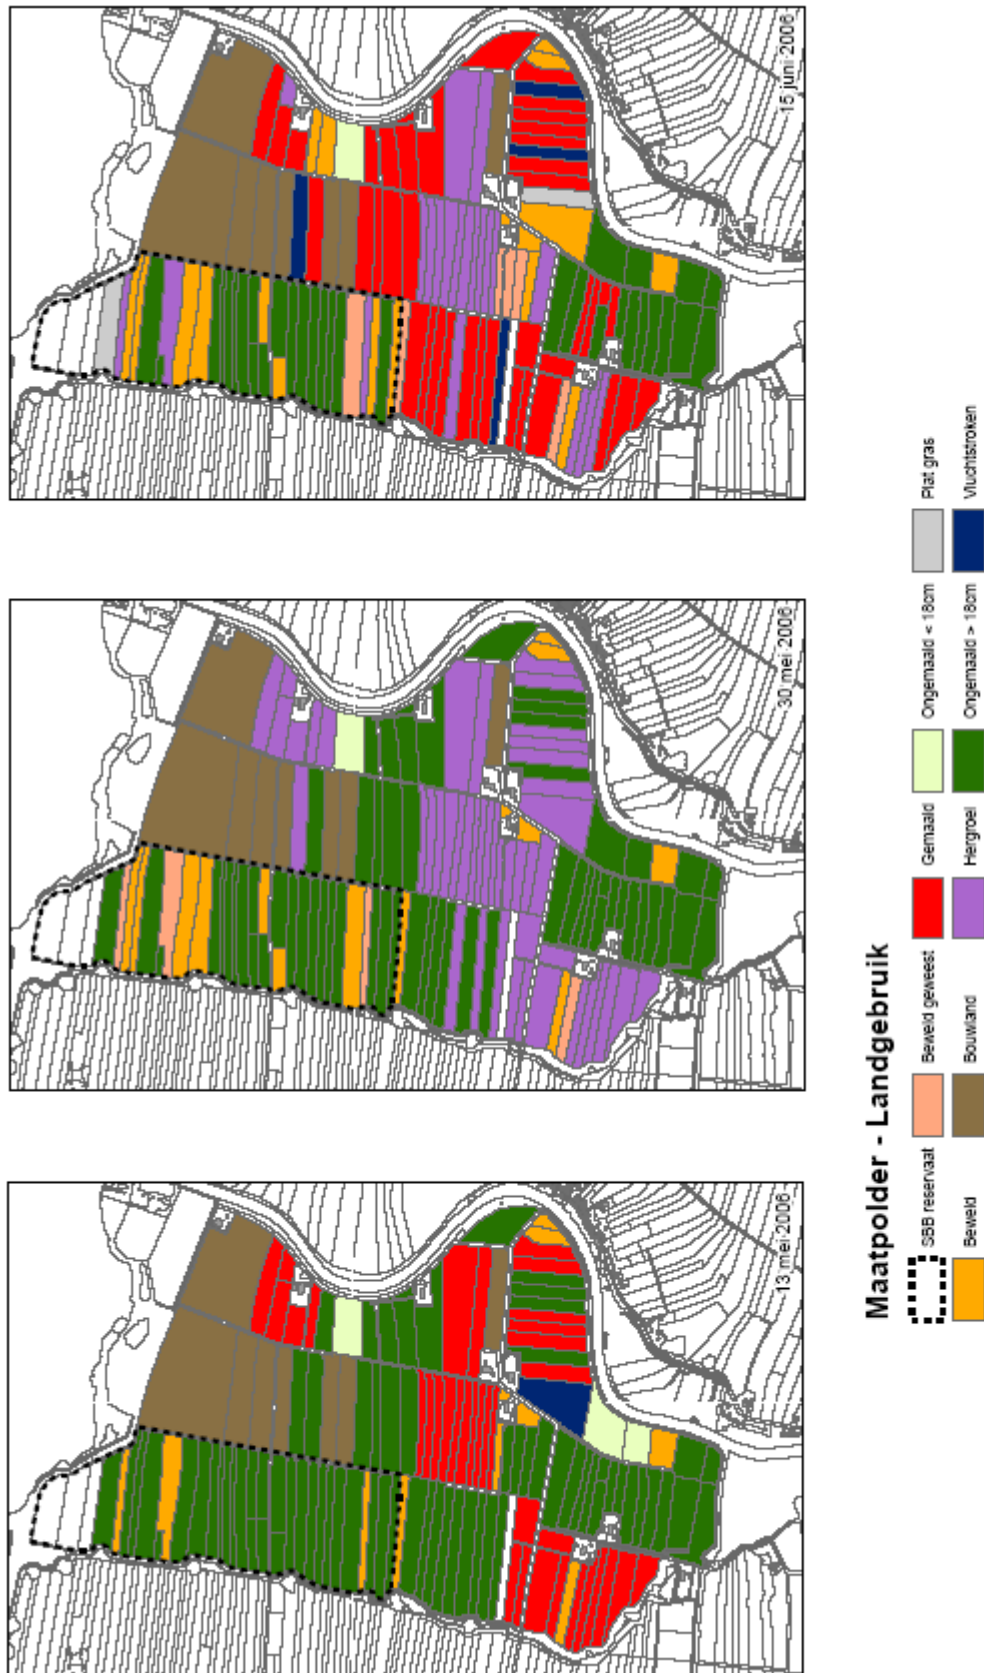 13 mei 2006
30 mei 2006
15 juni 2006
Maatpolder - Landgebruik
SBB reservaat
Beweid geweest
Gemaaid
Ongemaaid < 18cm
Plat gras
Beweid
Bouwland
Hergroei
Ongemaaid > 18cm
Vluchtstroken